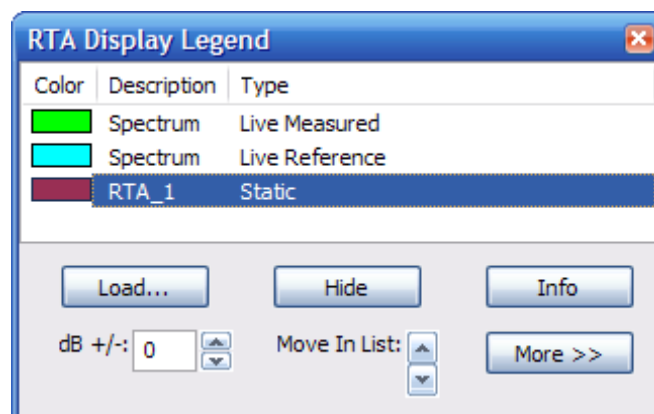 RTA Display Legend
Color Description Type
Spectrum Live Measured
Spectrum Live Reference
RTA_1 Static
Load... Hide Info
dB +/-: 0 Move In List: More >>